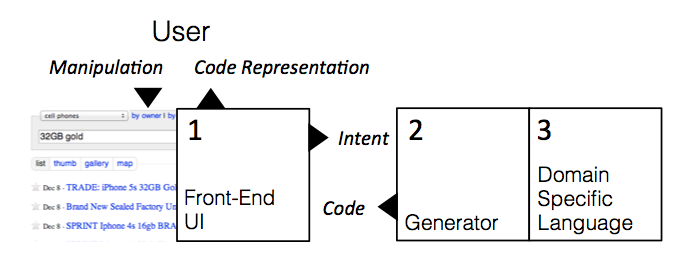 User
Manipulation
Code Representation
cell phones
by owner I by
32GB gold
list thumb gallery map
Dec 8 - TRADE: iPhone 5s 32GB Gol
Dec 8 - Brand New Sealed Factory Un
Dec 8 - SPRINT Iphone 4s 16gb BRA
1
Front-End
UI
Intent
Code
2
Generator
3
Domain
Specific
Language